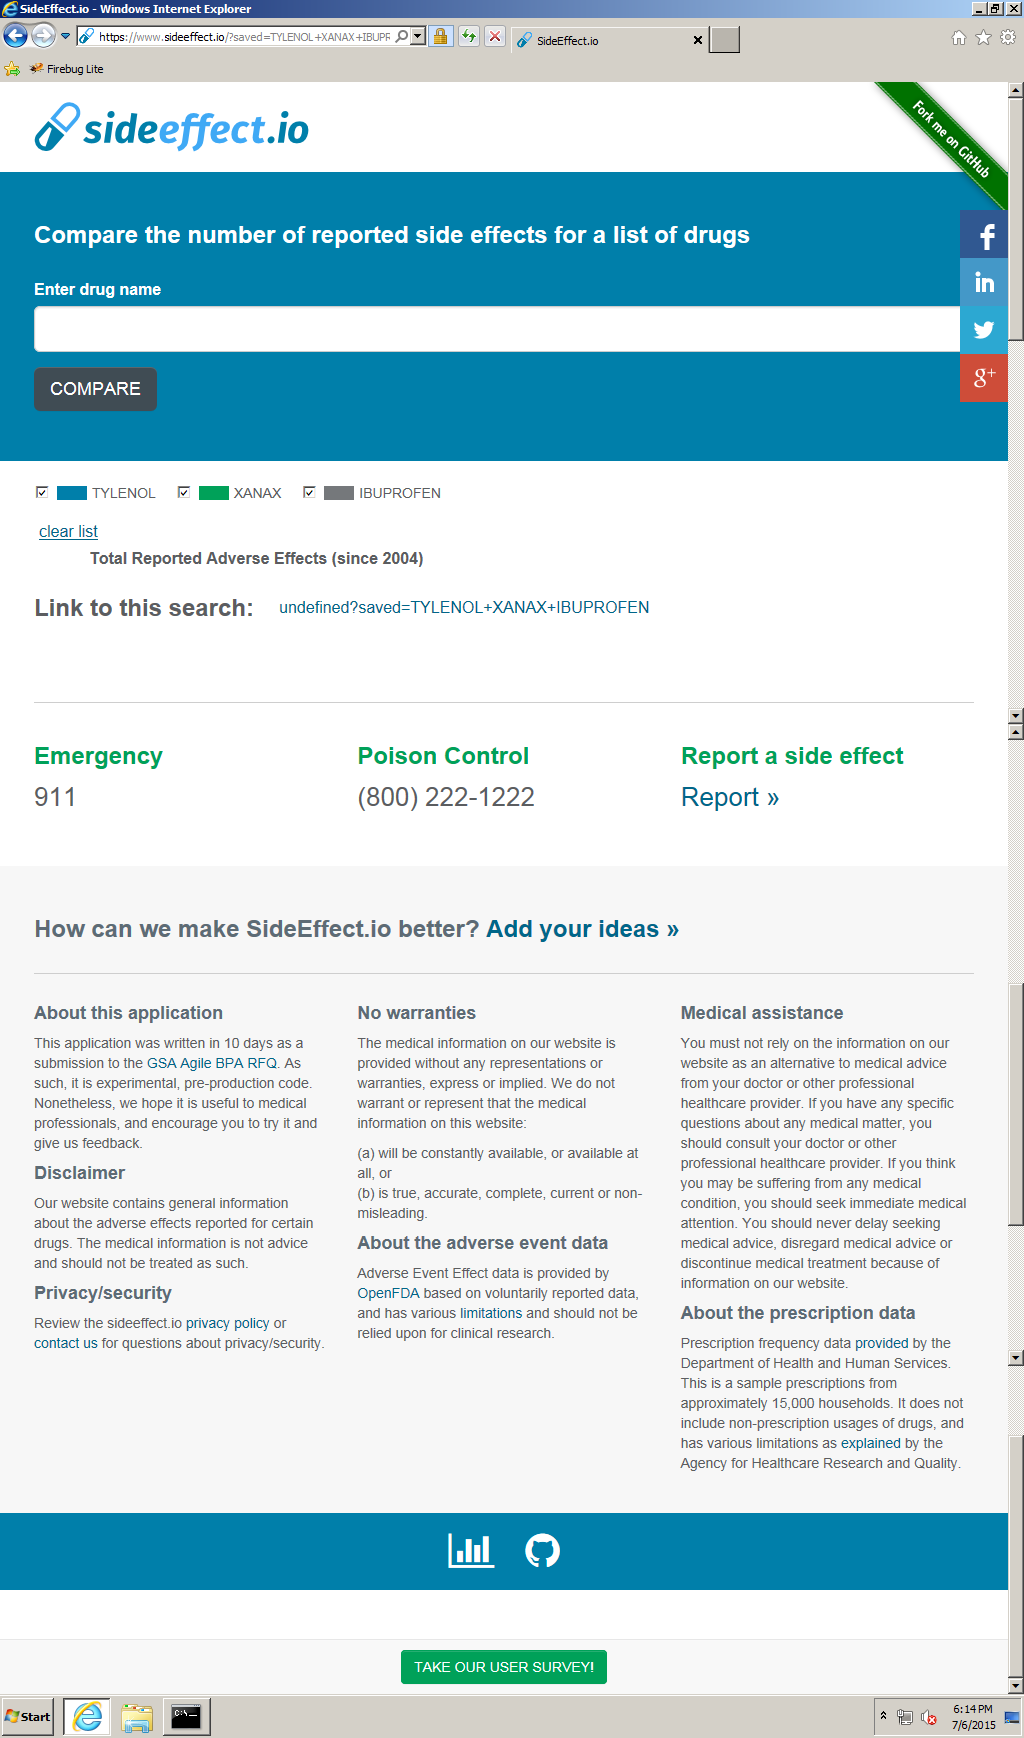 SideEffect.io - Windows Internet Explorer
https://www.sideeffect.io/?saved=TYLENOL+XANAX+IBUPR
SideEffect.io
Firebug Lite
sideeffect.io
Fork me on GitHub
Compare the number of reported side effects for a list of drugs
Enter drug name
COMPARE
TYLENOL XANAX IBUPROFEN
clear list
Total Reported Adverse Effects (since 2004)
Link to this search: undefined?saved=TYLENOL+XANAX+IBUPROFEN
Emergency
911
Poison Control
(800) 222-1222
Report a side effect
Report »
How can we make SideEffect.io better? Add your ideas »
About this application
This application was written in 10 days as a
submission to the GSA Agile BPA RFQ. As
such, it is experimental, pre-production code.
Nonetheless, we hope it is useful to medical
professionals, and encourage you to try it and
give us feedback.
Disclaimer
Our website contains general information
about the adverse effects reported for certain
drugs. The medical information is not advice
and should not be treated as such.
Privacy/security
Review the sideeffect.io privacy policy or
contact us for questions about privacy/security.
No warranties
The medical information on our website is
provided without any representations or
warranties, express or implied. We do not
warrant or represent that the medical
information on this website:
(a) will be constantly available, or available at
all, or
(b) is true, accurate, complete, current or non-
misleading.
About the adverse event data
Adverse Event Effect data is provided by
OpenFDA based on voluntarily reported data,
and has various limitations and should not be
relied upon for clinical research.
Medical assistance
You must not rely on the information on our
website as an alternative to medical advice
from your doctor or other professional
healthcare provider. If you have any specific
questions about any medical matter, you
should consult your doctor or other
professional healthcare provider. If you think
you may be suffering from any medical
condition, you should seek immediate medical
attention. You should never delay seeking
medical advice, disregard medical advice or
discontinue medical treatment because of
information on our website.
About the prescription data
Prescription frequency data provided by the
Department of Health and Human Services.
This is a sample prescriptions from
approximately 15,000 households. It does not
include non-prescription usages of drugs, and
has various limitations as explained by the
Agency for Healthcare Research and Quality.
TAKE OUR USER SURVEY!
Start
C:\
6:14 PM
7/6/2015